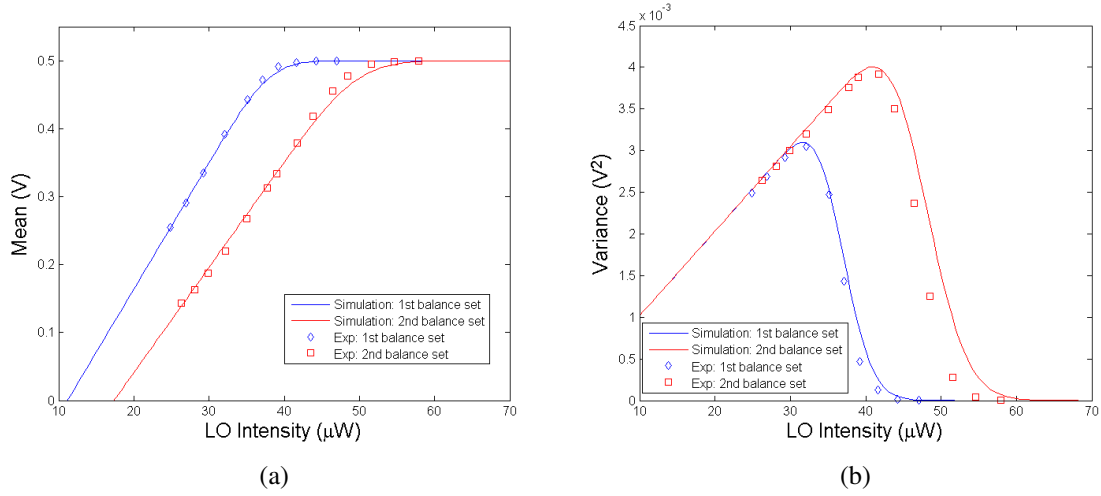 0.5
0.4
0.3
0.2
0.1
0
Mean (V)
10 20 30 40 50 60 70
LO Intensity (μW)
Simulation: 1st balance set
Simulation: 2nd balance set
Exp: 1st balance set
Exp: 2nd balance set
(a)
×10⁻³
4.5
4
3.5
3
2.5
2
1.5
1
0.5
0
Variance (V²)
10 20 30 40 50 60 70
LO Intensity (μW)
Simulation: 1st balance set
Simulation: 2nd balance set
Exp: 1st balance set
Exp: 2nd balance set
(b)